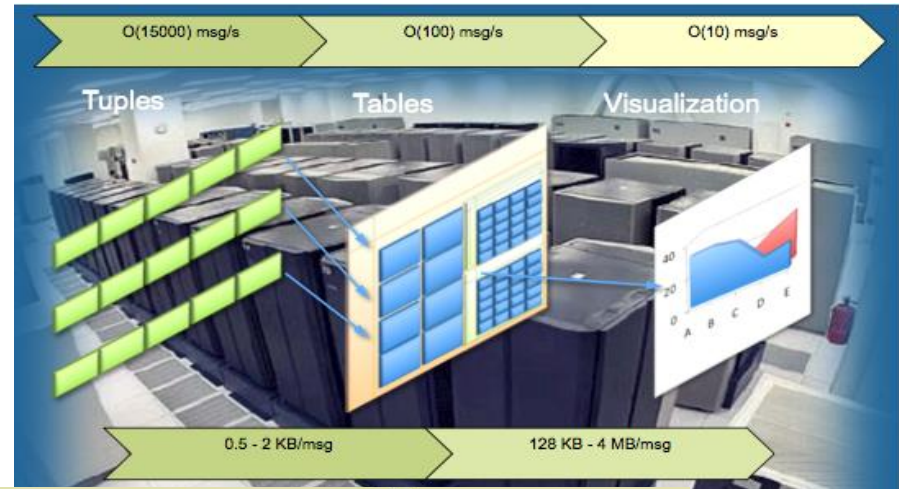 O(15000) msg/s
O(100) msg/s
O(10) msg/s
Tuples
Tables
Visualization
40
20
0
A
B
C
D
E
0.5 - 2 KB/msg
128 KB - 4 MB/msg